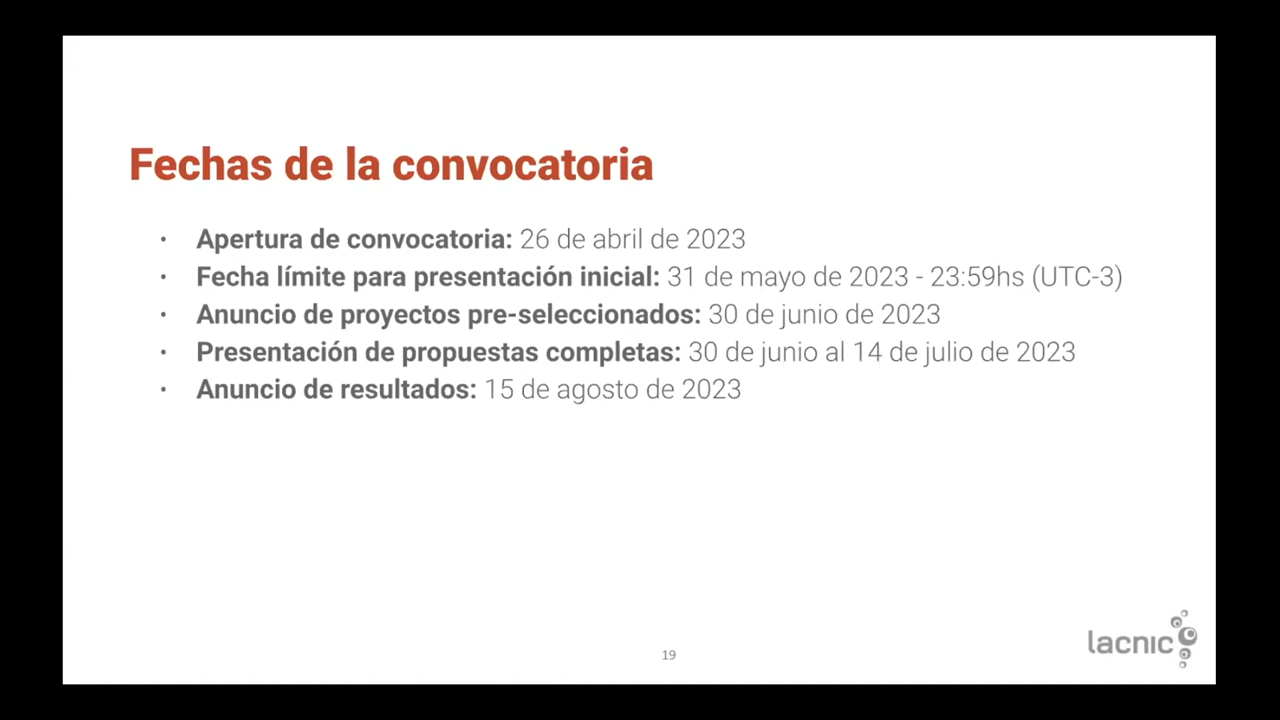 Fechas de la convocatoria
• Apertura de convocatoria: 26 de abril de 2023
• Fecha límite para presentación inicial: 31 de mayo de 2023 - 23:59hs (UTC-3)
• Anuncio de proyectos pre-seleccionados: 30 de junio de 2023
• Presentación de propuestas completas: 30 de junio al 14 de julio de 2023
• Anuncio de resultados: 15 de agosto de 2023
19
lacnic